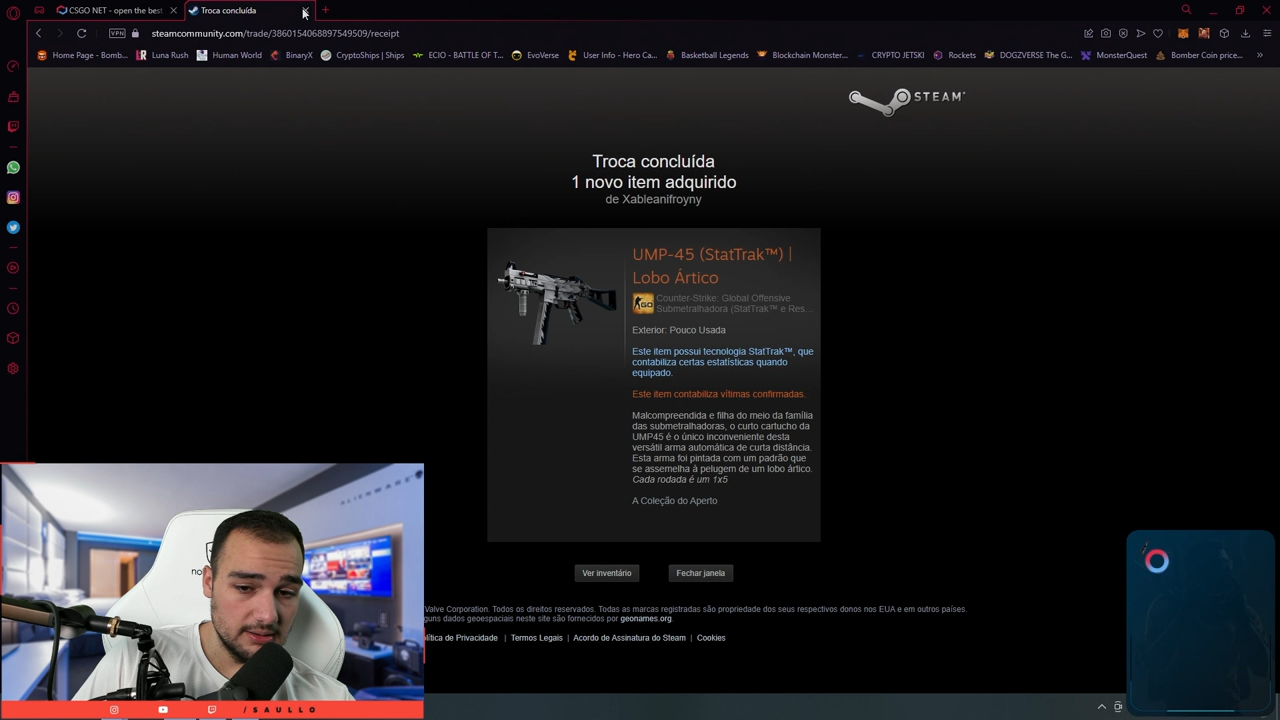 CSGO NET - open the best
Troca concluída
VPN
steamcommunity.com/trade/3860154068897549509/receipt
Home Page - Bomb...
Luna Rush
Human World
BinaryX
CryptoShips | Ships
ECIO - BATTLE OF T...
EvoVerse
User Info - Hero Ca...
Basketball Legends
Blockchain Monster...
CRYPTO JETSKI
Rockets
DOGZVERSE The G...
MonsterQuest
Bomber Coin price...
STEAM
Troca concluída
1 novo item adquirido
de Xableanifroyny
UMP-45 (StatTrak™) |
Lobo Ártico
Counter-Strike: Global Offensive
Submetralhadora (StatTrak™ e Res...
Exterior: Pouco Usada
Este item possui tecnologia StatTrak™, que
contabiliza certas estatísticas quando
equipado.
Este item contabiliza vítimas confirmadas.
Malcompreendida e filha do meio da família
das submetralhadoras, o curto cartucho da
UMP45 é o único inconveniente desta
versátil arma automática de curta distância.
Esta arma foi pintada com um padrão que
se assemelha à pelugem de um lobo ártico.
Cada rodada é um 1x5
A Coleção do Aperto
Ver inventário
Fechar janela
Valve Corporation. Todos os direitos reservados. Todas as marcas registradas são propriedade dos seus respectivos donos nos EUA e em outros países.
guns dados geoespaciais neste site são fornecidos por geonames.org.
lítica de Privacidade | Termos Legais | Acordo de Assinatura do Steam | Cookies
ALIENWARE
no
/SAULLO